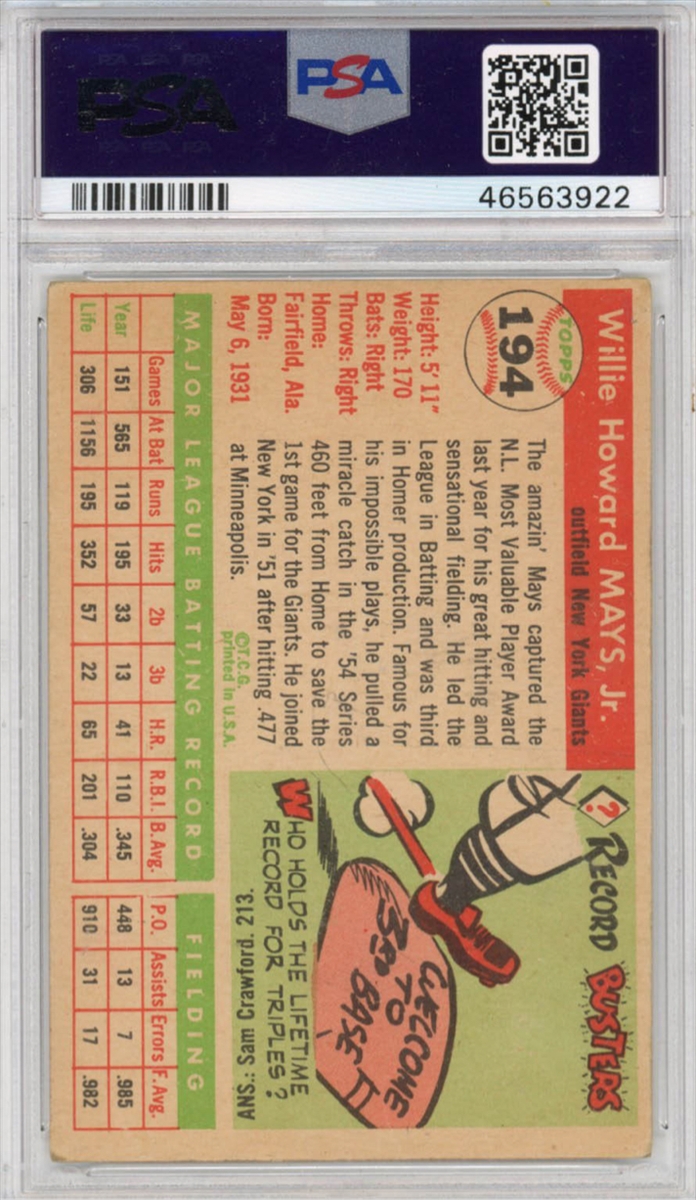 PSA
PSA
46563922
Willie Howard MAYS, Jr.
outfield New York Giants
TOPPS
194
Height: 5' 11"
Weight: 170
Bats: Right
Throws: Right
Home:
Fairfield, Ala.
Born:
May 6, 1931
The amazin' Mays captured the
N.L. Most Valuable Player Award
last year for his great hitting and
sensational fielding. He led the
League in Batting and was third
in Homer production. Famous for
his impossible plays, he pulled a
miracle catch in the '54 Series
460 feet from Home to save the
1st game for the Giants. He joined
New York in '51 after hitting .477
at Minneapolis.
©T.C.G.
printed in U.S.A.
? RECORD BUSTERS
WELCOME
TO
3RD BASE
WHO HOLDS THE LIFETIME
RECORD FOR TRIPLES?
ANS.: Sam Crawford. 213.
MAJOR LEAGUE BATTING RECORD FIELDING
Games At Bat Runs Hits 2b 3b H.R. R.B.I. B.Avg. P.O. Assists Errors F.Avg.
Year 151 565 119 195 33 13 41 110 .345 448 13 7 .985
Life 306 1156 195 352 57 22 65 201 .304 910 31 17 .982